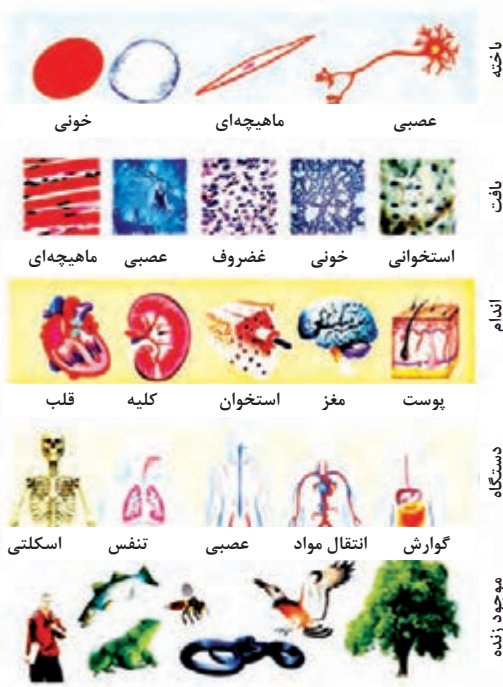 یاخته
عصبی ماهیچه‌ای خونی
بافت
استخوانی خونی غضروف عصبی ماهیچه‌ای
اندام
پوست مغز استخوان کلیه قلب
دستگاه
گوارش انتقال مواد عصبی تنفس اسکلتی
موجود زنده